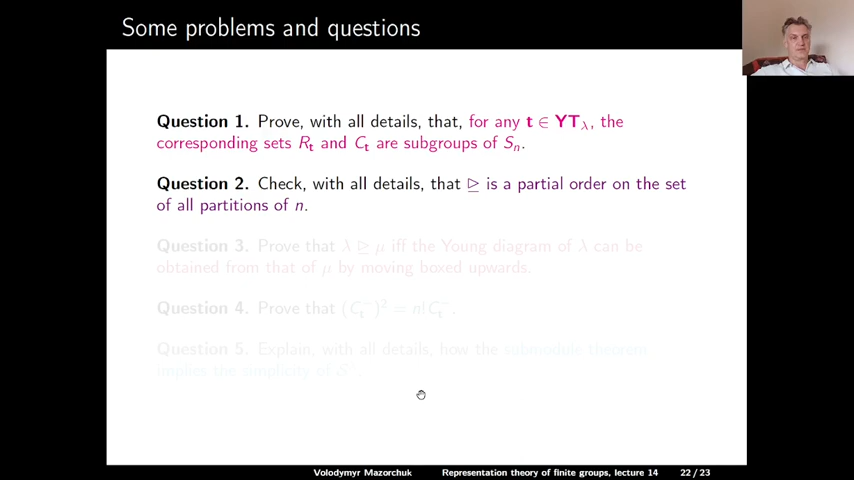 Some problems and questions
Question 1. Prove, with all details, that, for any t ∈ YT_λ, the
corresponding sets R_t and C_t are subgroups of S_n.
Question 2. Check, with all details, that ⊵ is a partial order on the set
of all partitions of n.
Question 3. Prove that λ ⊵ μ iff the Young diagram of λ can be
obtained from that of μ by moving boxed upwards.
Question 4. Prove that (C_t^−)^2 = n! C_t^−.
Question 5. Explain, with all details, how the submodule theorem
implies the simplicity of
Volodymyr Mazorchuk Representation theory of finite groups, lecture 14 22 / 23